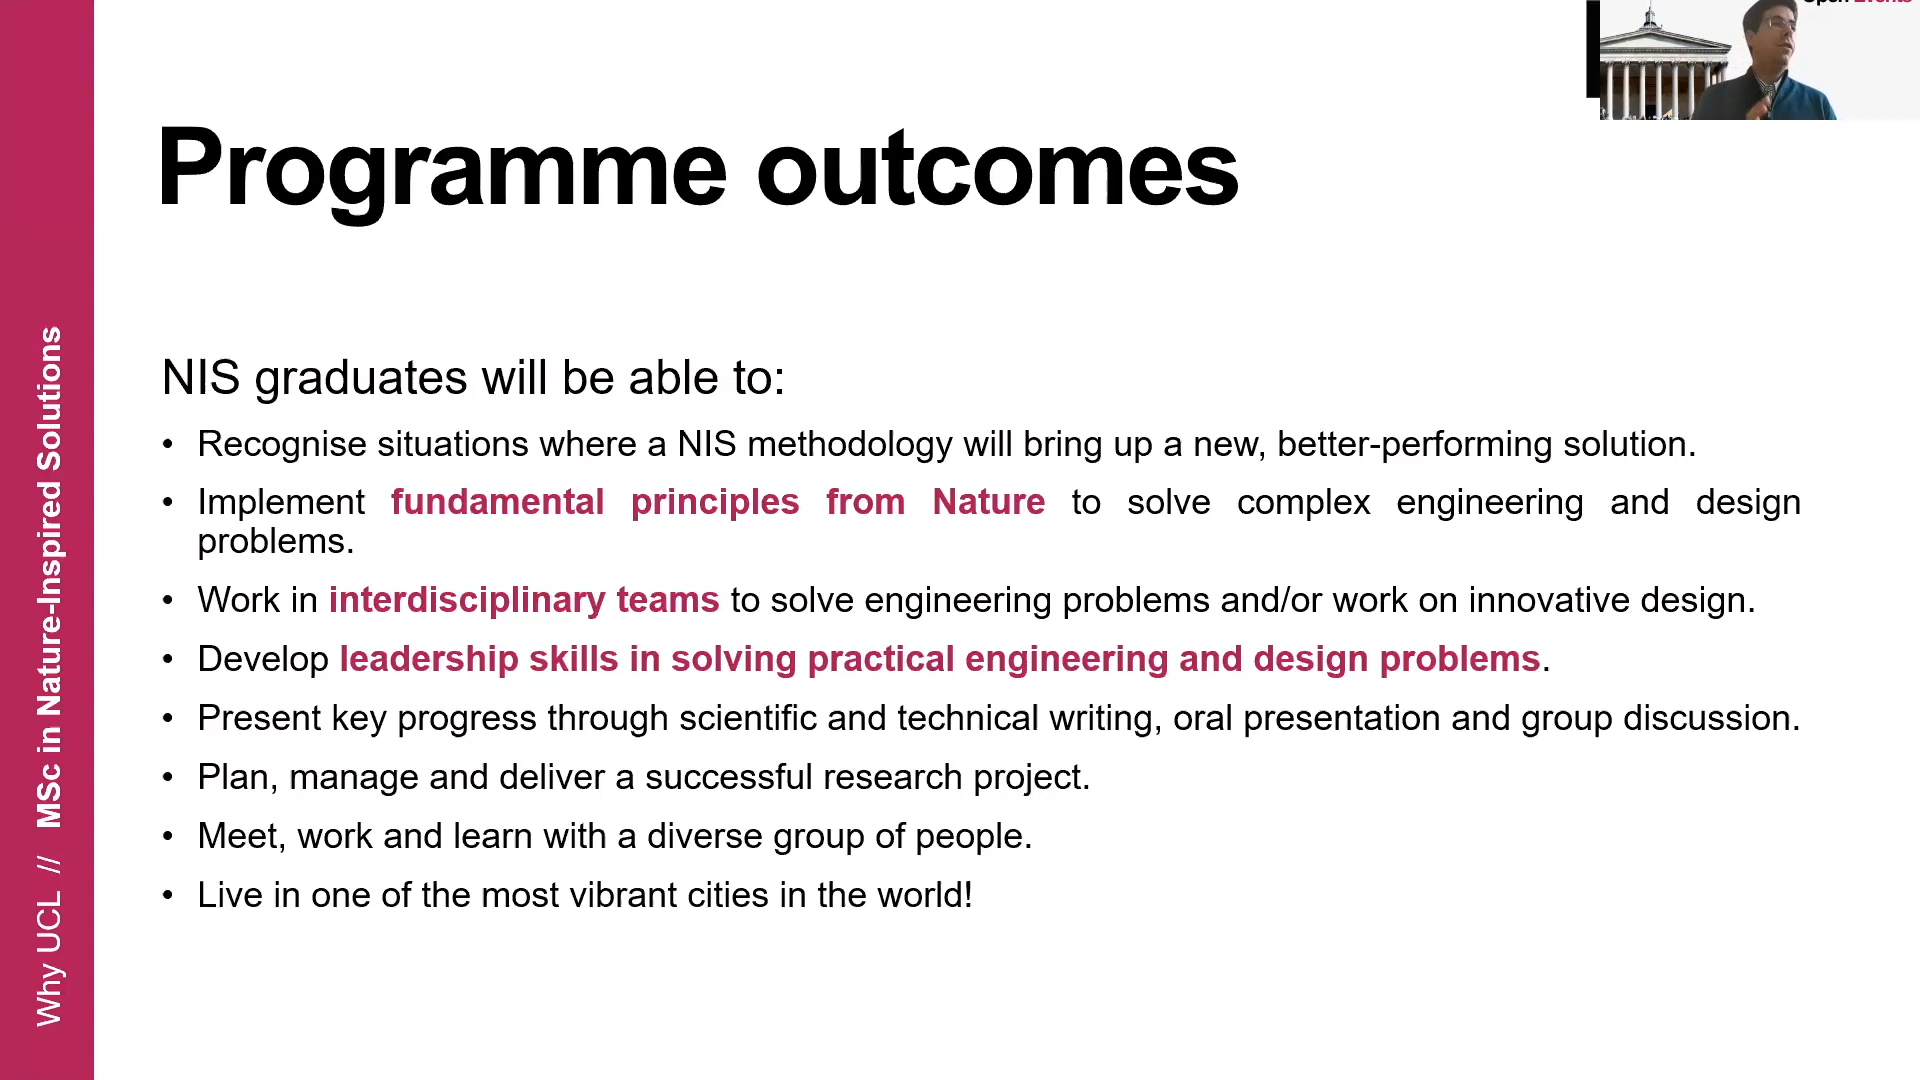 Open Events
Programme outcomes
NIS graduates will be able to:
• Recognise situations where a NIS methodology will bring up a new, better-performing solution.
• Implement fundamental principles from Nature to solve complex engineering and design
problems.
• Work in interdisciplinary teams to solve engineering problems and/or work on innovative design.
• Develop leadership skills in solving practical engineering and design problems.
• Present key progress through scientific and technical writing, oral presentation and group discussion.
• Plan, manage and deliver a successful research project.
• Meet, work and learn with a diverse group of people.
• Live in one of the most vibrant cities in the world!
Why UCL // MSc in Nature-Inspired Solutions